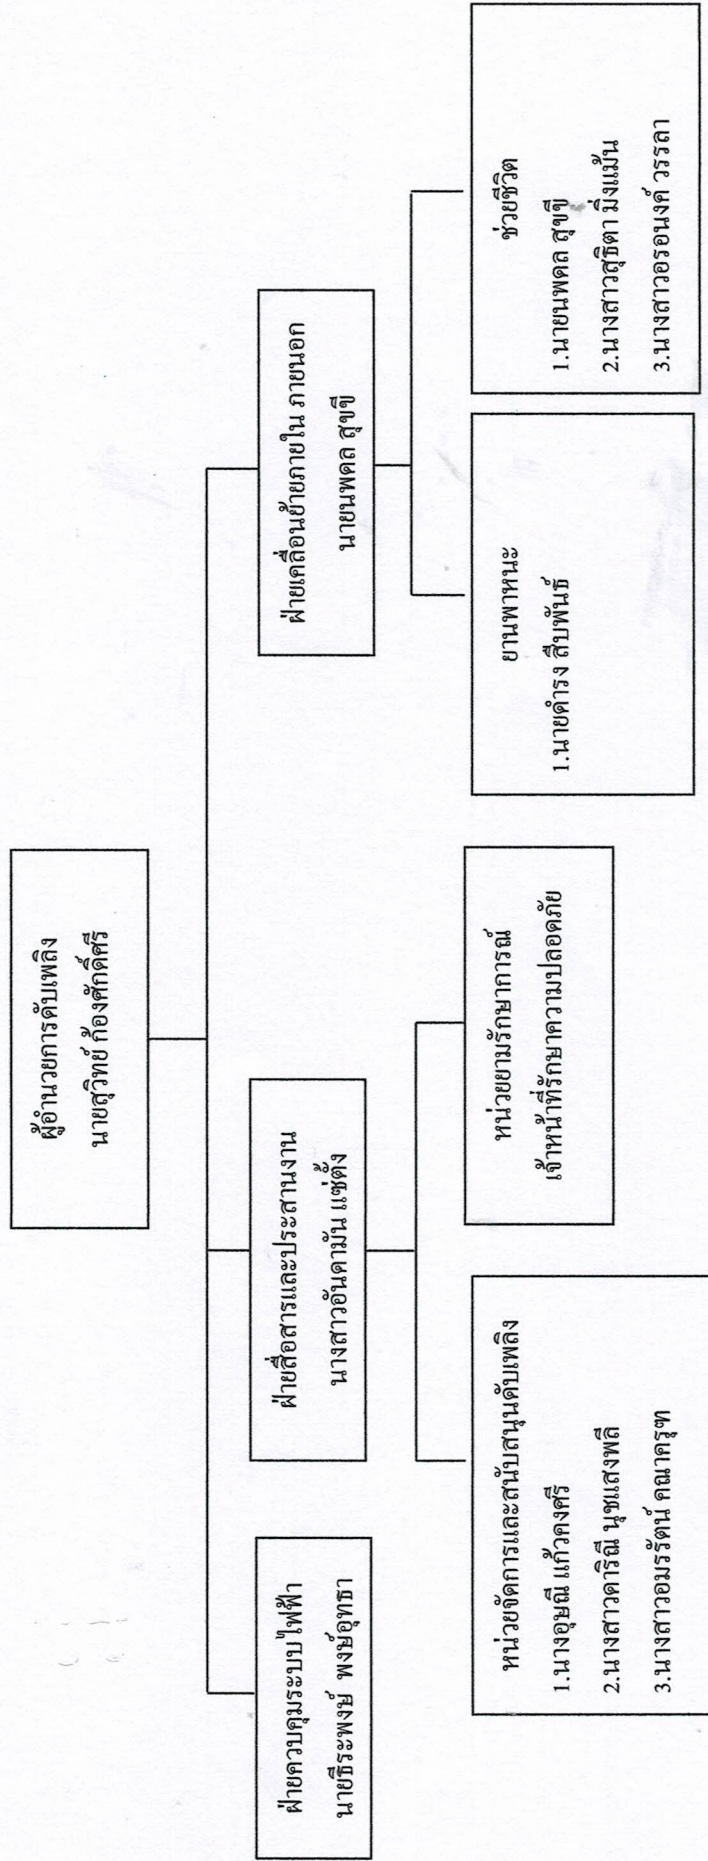 ผู้อำนวยการดับเพลิง
นายสุวิทย์ ก้องศักดิ์ศรี
ฝ่ายควบคุมระบบไฟฟ้า
นายธีระพงษ์ พงษ์อุทธา
ฝ่ายสื่อสารและประสานงาน
นางสาวอันดามัน แซ่ตั้ง
ฝ่ายเคลื่อนย้ายภายใน ภายนอก
นายนพดล สุขขี
หน่วยจัดการและสนับสนุนดับเพลิง
1.นางอุษณี แก้วคงศรี
2.นางสาวดาริณี นุชแสงพลี
3.นางสาวอมรรัตน์ คณาครุฑ
หน่วยยามรักษาการณ์
เจ้าหน้าที่รักษาความปลอดภัย
ยานพาหนะ
1.นายดำรง สืบพันธ์
ช่วยชีวิต
1.นายนพดล สุขขี
2.นางสาวสุธิตา มิ่งแม้น
3.นางสาวอรอนงค์ วรรลา